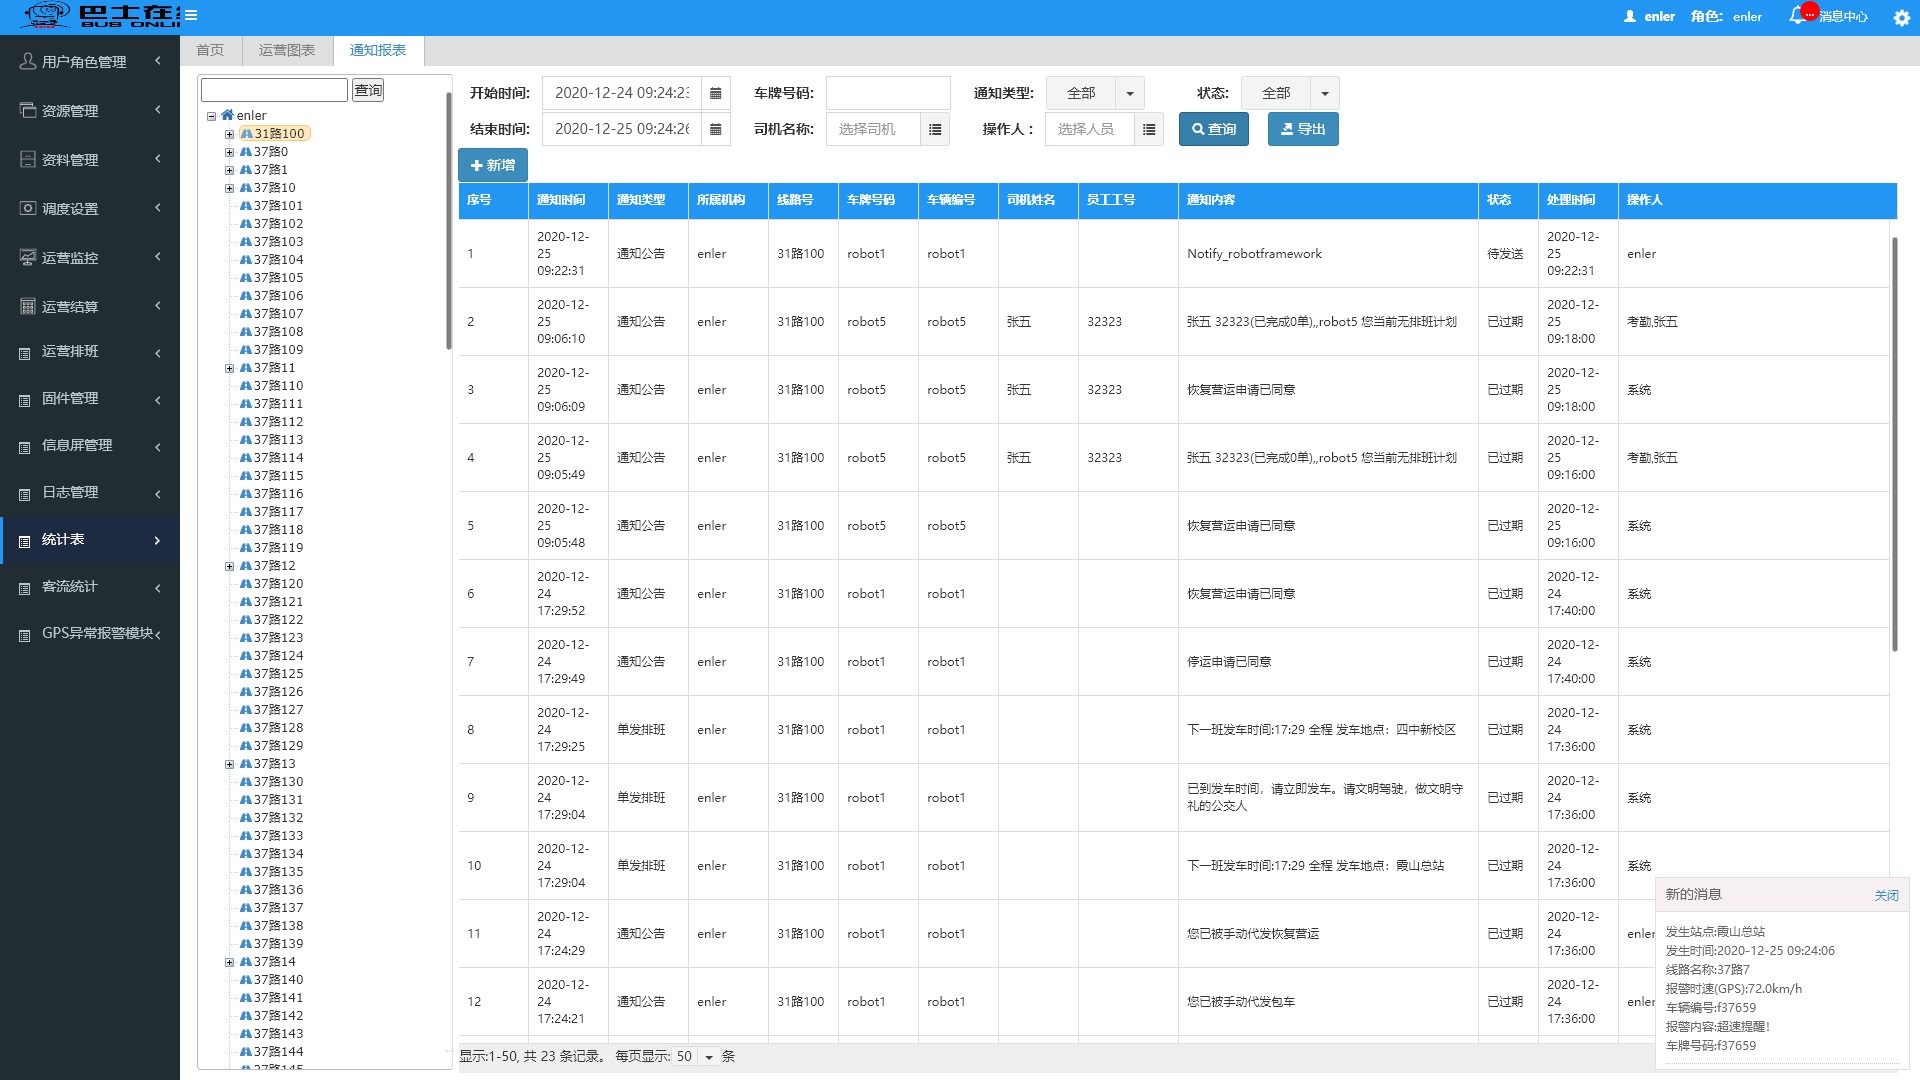 巴士在线
BUS ONLI
enler 角色: enler ... 消息中心
用户角色管理
资源管理
资料管理
调度设置
运营监控
运营结算
运营排班
固件管理
信息屏管理
日志管理
统计表
客流统计
GPS异常报警模块
首页 运营图表 通知报表
查询
enler
31路100
37路0
37路1
37路10
37路101
37路102
37路103
37路104
37路105
37路106
37路107
37路108
37路109
37路11
37路110
37路111
37路112
37路113
37路114
37路115
37路116
37路117
37路118
37路119
37路12
37路120
37路121
37路122
37路123
37路124
37路125
37路126
37路127
37路128
37路129
37路13
37路130
37路131
37路132
37路133
37路134
37路135
37路136
37路137
37路138
37路139
37路14
37路140
37路141
37路142
37路143
37路144
37路145
开始时间: 2020-12-24 09:24:23 车牌号码: 通知类型: 全部 状态: 全部
结束时间: 2020-12-25 09:24:26 司机名称: 选择司机 操作人： 选择人员 查询 导出
新增
序号 通知时间 通知类型 所属机构 线路号 车牌号码 车辆编号 司机姓名 员工工号 通知内容 状态 处理时间 操作人
1 2020-12-25 09:22:31 通知公告 enler 31路100 robot1 robot1 Notify_robotframework 待发送 2020-12-25 09:22:31 enler
2 2020-12-25 09:06:10 通知公告 enler 31路100 robot5 robot5 张五 32323 张五 32323(已完成0单),,robot5 您当前无排班计划 已过期 2020-12-25 09:18:00 考勤,张五
3 2020-12-25 09:06:09 通知公告 enler 31路100 robot5 robot5 张五 32323 恢复营运申请已同意 已过期 2020-12-25 09:18:00 系统
4 2020-12-25 09:05:49 通知公告 enler 31路100 robot5 robot5 张五 32323 张五 32323(已完成0单),,robot5 您当前无排班计划 已过期 2020-12-25 09:16:00 考勤,张五
5 2020-12-25 09:05:48 通知公告 enler 31路100 robot5 robot5 恢复营运申请已同意 已过期 2020-12-25 09:16:00 系统
6 2020-12-24 17:29:52 通知公告 enler 31路100 robot1 robot1 恢复营运申请已同意 已过期 2020-12-24 17:40:00 系统
7 2020-12-24 17:29:49 通知公告 enler 31路100 robot1 robot1 停运申请已同意 已过期 2020-12-24 17:40:00 系统
8 2020-12-24 17:29:25 单发排班 enler 31路100 robot1 robot1 下一班发车时间:17:29 全程 发车地点：四中新校区 已过期 2020-12-24 17:36:00 系统
9 2020-12-24 17:29:04 单发排班 enler 31路100 robot1 robot1 已到发车时间，请立即发车。请文明驾驶，做文明守礼的公交人 已过期 2020-12-24 17:36:00 系统
10 2020-12-24 17:29:04 单发排班 enler 31路100 robot1 robot1 下一班发车时间:17:29 全程 发车地点：霞山总站 已过期 2020-12-24 17:36:00 系统
11 2020-12-24 17:24:29 通知公告 enler 31路100 robot1 robot1 您已被手动代发恢复营运 已过期 2020-12-24 17:36:00 enler
12 2020-12-24 17:24:21 通知公告 enler 31路100 robot1 robot1 您已被手动代发包车 已过期 2020-12-24 17:36:00 enler
显示:1-50, 共 23 条记录。 每页显示: 50 条
新的消息 关闭
发生站点:霞山总站
发生时间:2020-12-25 09:24:06
线路名称:37路7
报警时速(GPS):72.0km/h
车辆编号:f37659
报警内容:超速提醒!
车牌号码:f37659